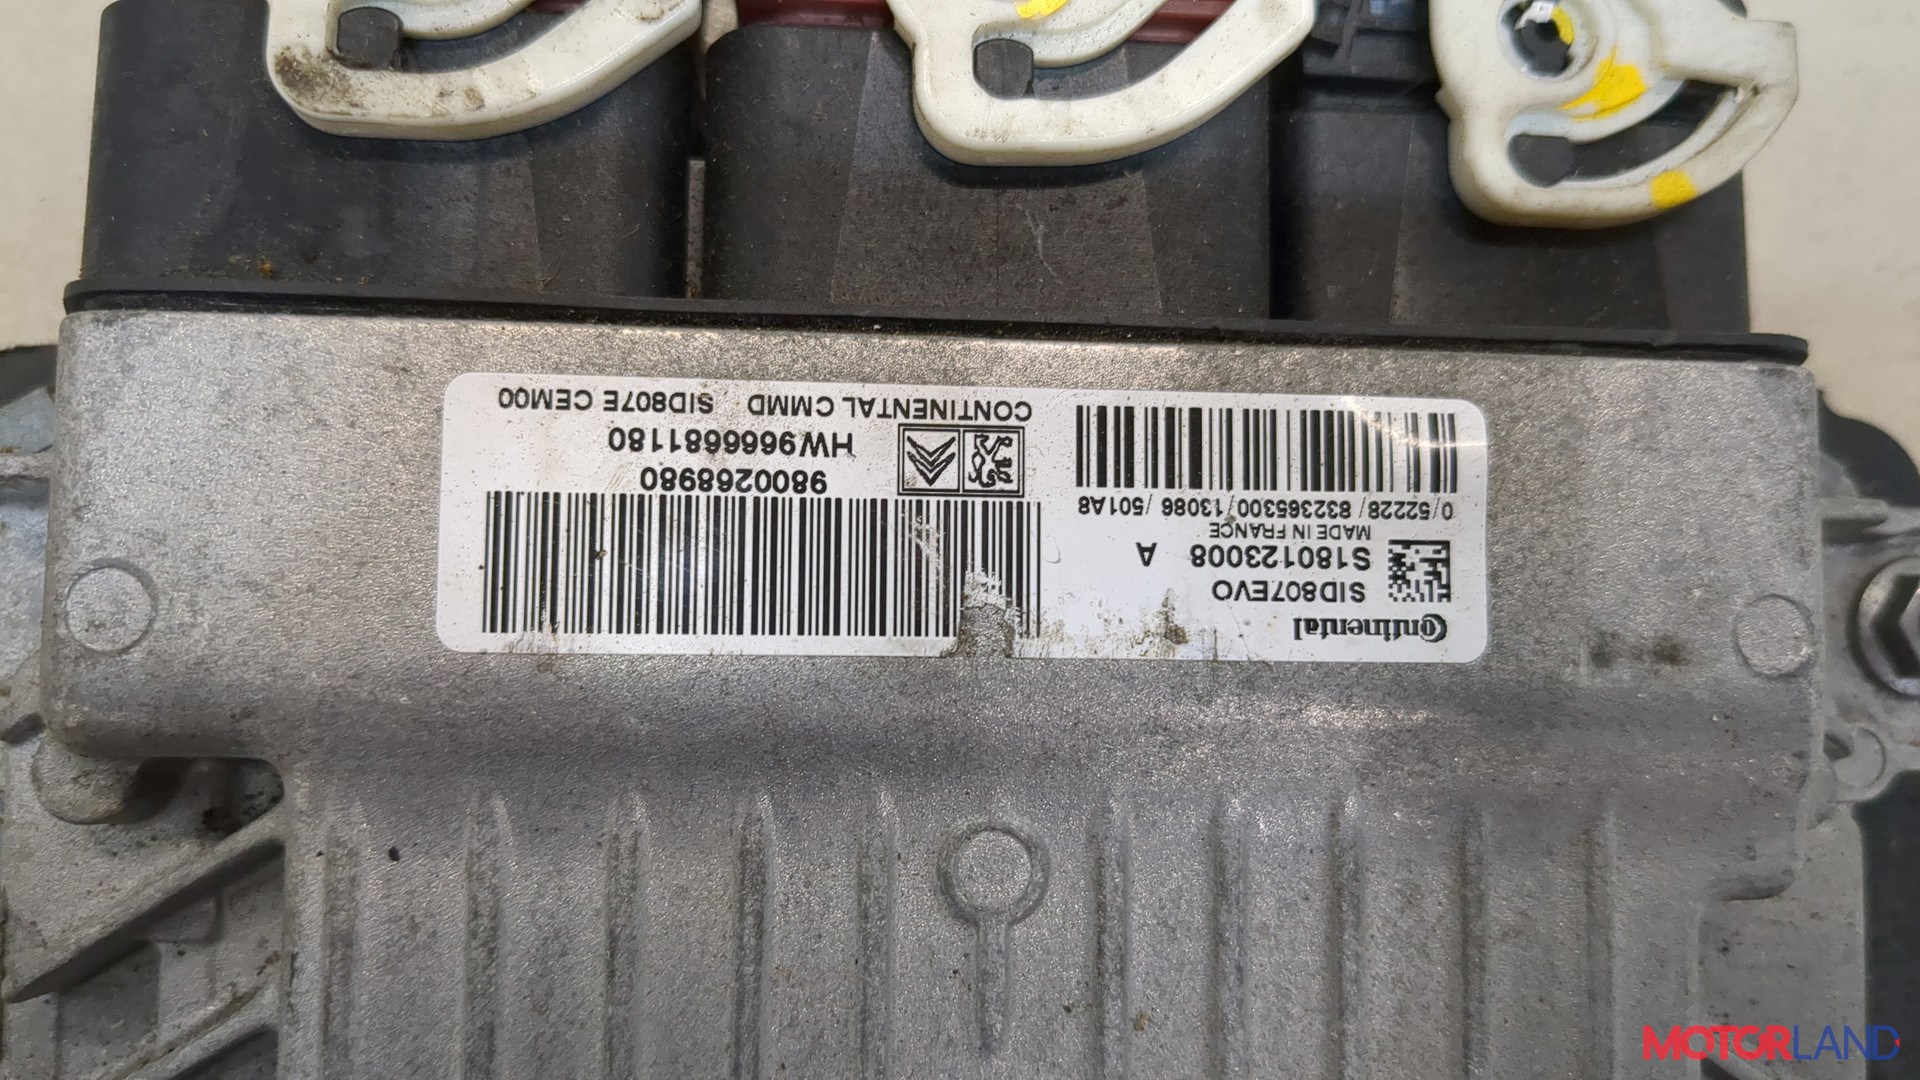 Continental
SID807EVO
S180123008 A
MADE IN FRANCE
0/52228/832365300/13086/501A8
9800268980
HW9666681180
CONTINENTAL CMMD SID807E CEM00
MOTORLAND